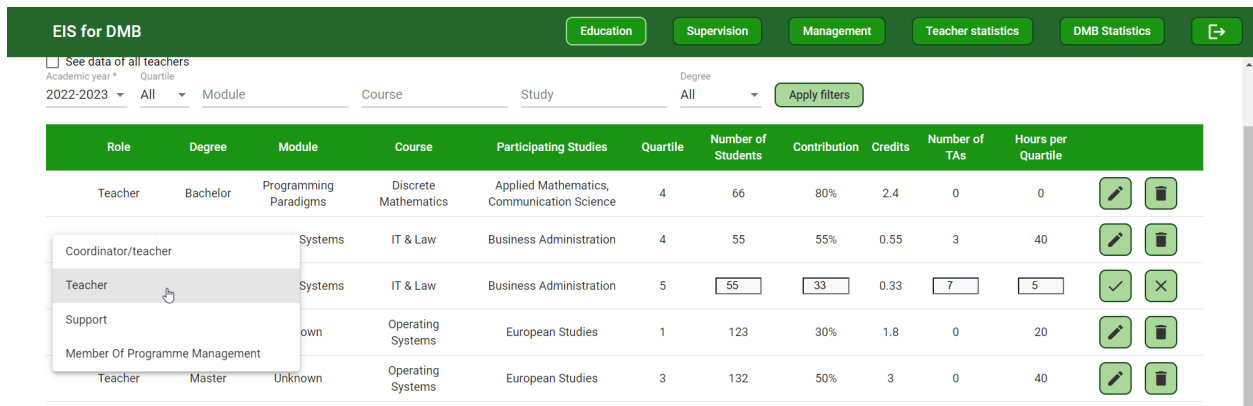 EIS for DMB Education Supervision Management Teacher statistics DMB Statistics
See data of all teachers
Academic year * Quartile Degree
2022-2023 All Module Course Study All Apply filters
Role Degree Module Course Participating Studies Quartile Number of Students Contribution Credits Number of TAs Hours per Quartile
Teacher Bachelor Programming Paradigms Discrete Mathematics Applied Mathematics, Communication Science 4 66 80% 2.4 0 0
Systems IT & Law Business Administration 4 55 55% 0.55 3 40
Coordinator/teacher
Teacher
Support
Member Of Programme Management
Systems IT & Law Business Administration 5 55 33 0.33 7 5
own Operating Systems European Studies 1 123 30% 1.8 0 20
Teacher Master Unknown Operating Systems European Studies 3 132 50% 3 0 40